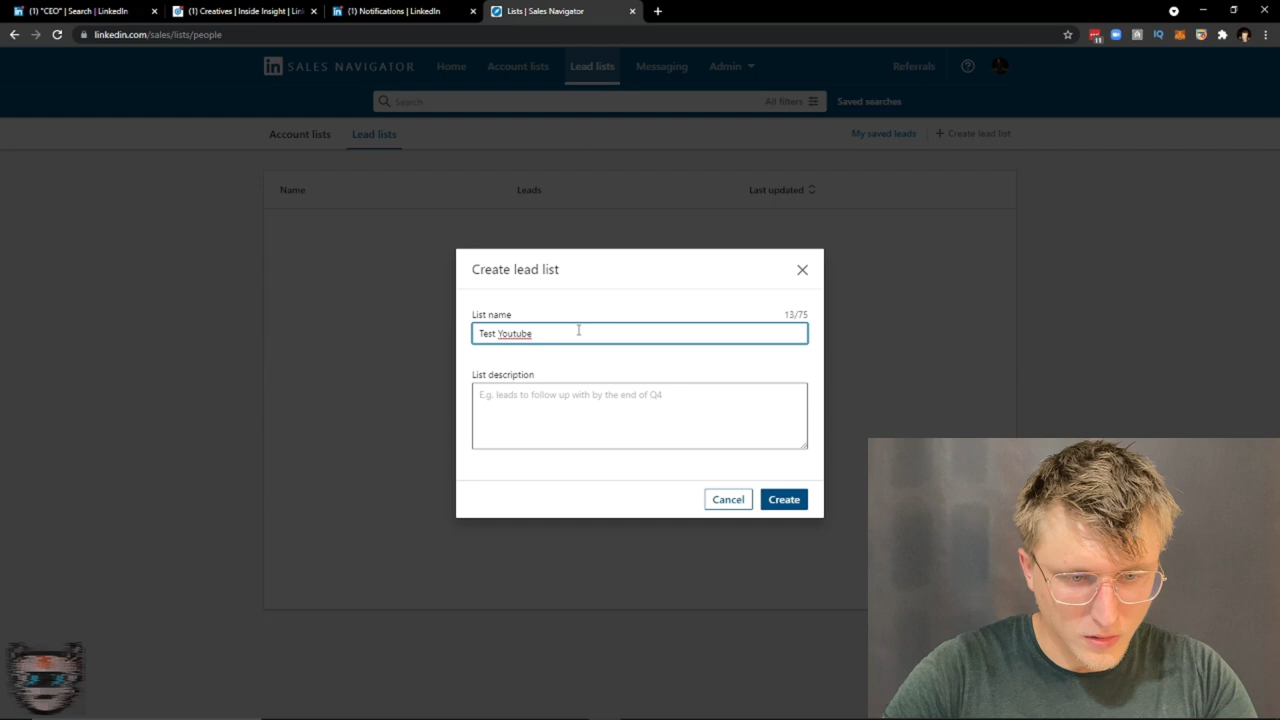 (1) "CEO" | Search | LinkedIn
(1) Creatives | Inside Insight | Lin
(1) Notifications | LinkedIn
Lists | Sales Navigator
linkedin.com/sales/lists/people
11
in SALES NAVIGATOR
Home
Account lists
Lead lists
Messaging
Admin
Referrals
Search
All filters
Saved searches
Account lists
Lead lists
My saved leads
+ Create lead list
Name
Leads
Last updated
Create lead list
List name
13/75
Test Youtube
List description
E.g. leads to follow up with by the end of Q4
Cancel
Create